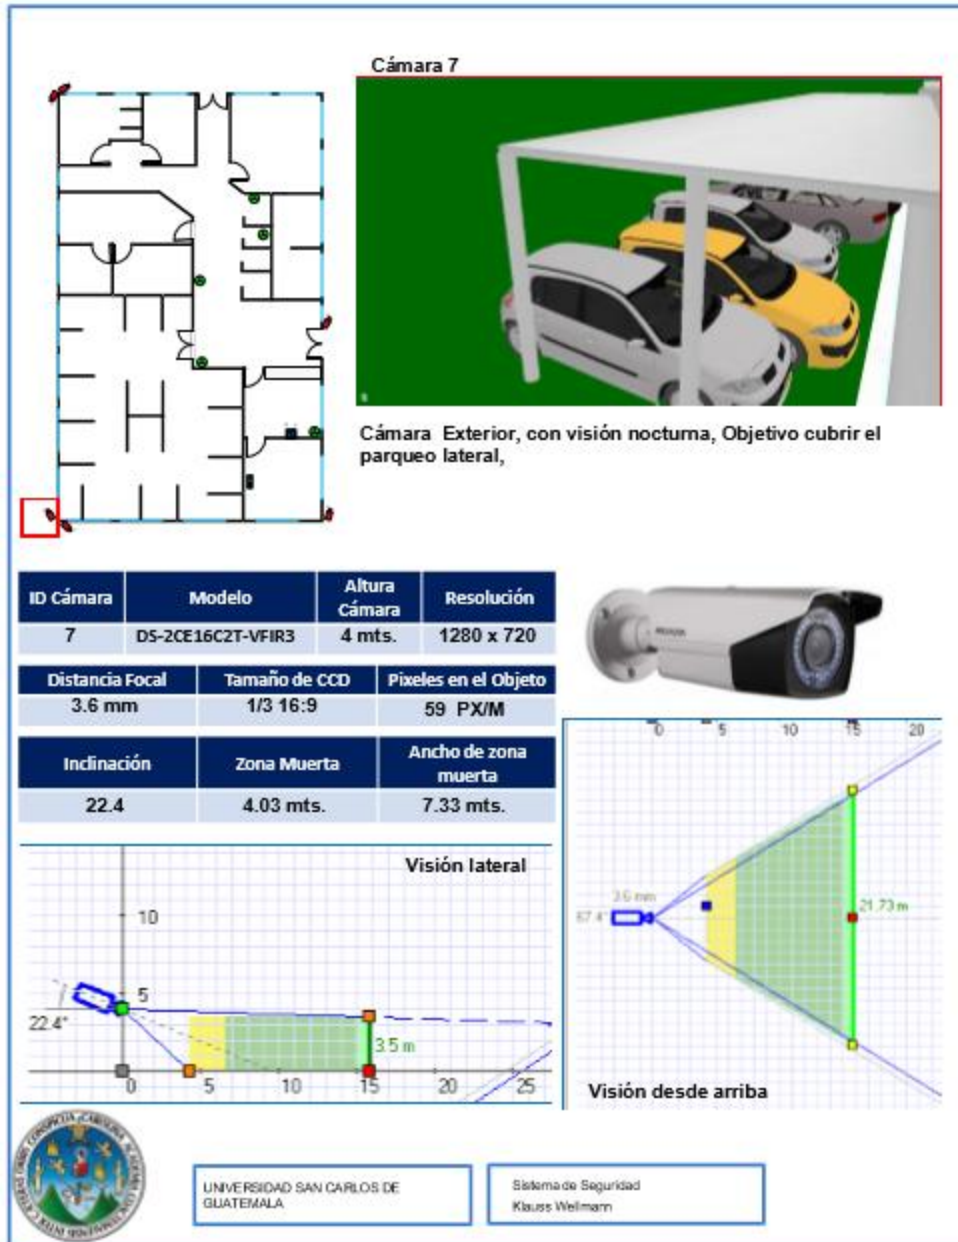 Cámara 7
Cámara Exterior, con visión nocturna, Objetivo cubrir el
parqueo lateral,
ID Cámara Modelo Altura Cámara Resolución
7 DS-2CE16C2T-VFIR3 4 mts. 1280 x 720
Distancia Focal Tamaño de CCD Pixeles en el Objeto
3.6 mm 1/3 16:9 59 PX/M
Inclinación Zona Muerta Ancho de zona muerta
22.4 4.03 mts. 7.33 mts.
Visión lateral
10
5
22.4°
3.5 m
0 5 10 15 20 25
0 5 10 15 20
3.6 mm
67.4°
21.73 m
Visión desde arriba
UNIVERSIDAD SAN CARLOS DE
GUATEMALA
Sistema de Seguridad
Klauss Wellmann